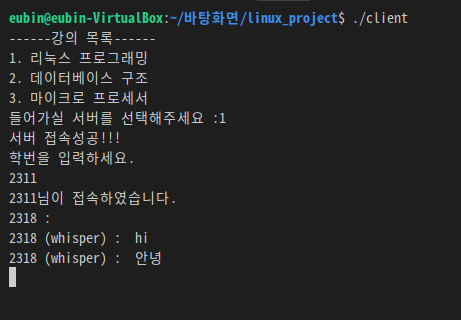 eubin@eubin-VirtualBox:~/바탕화면/linux_project$ ./client
------강의 목록------
1. 리눅스 프로그래밍
2. 데이터베이스 구조
3. 마이크로 프로세서
들어가실 서버를 선택해주세요 :1
서버 접속성공!!!
학번을 입력하세요.
2311
2311님이 접속하였습니다.
2318 :
2318 (whisper) :  hi
2318 (whisper) :  안녕